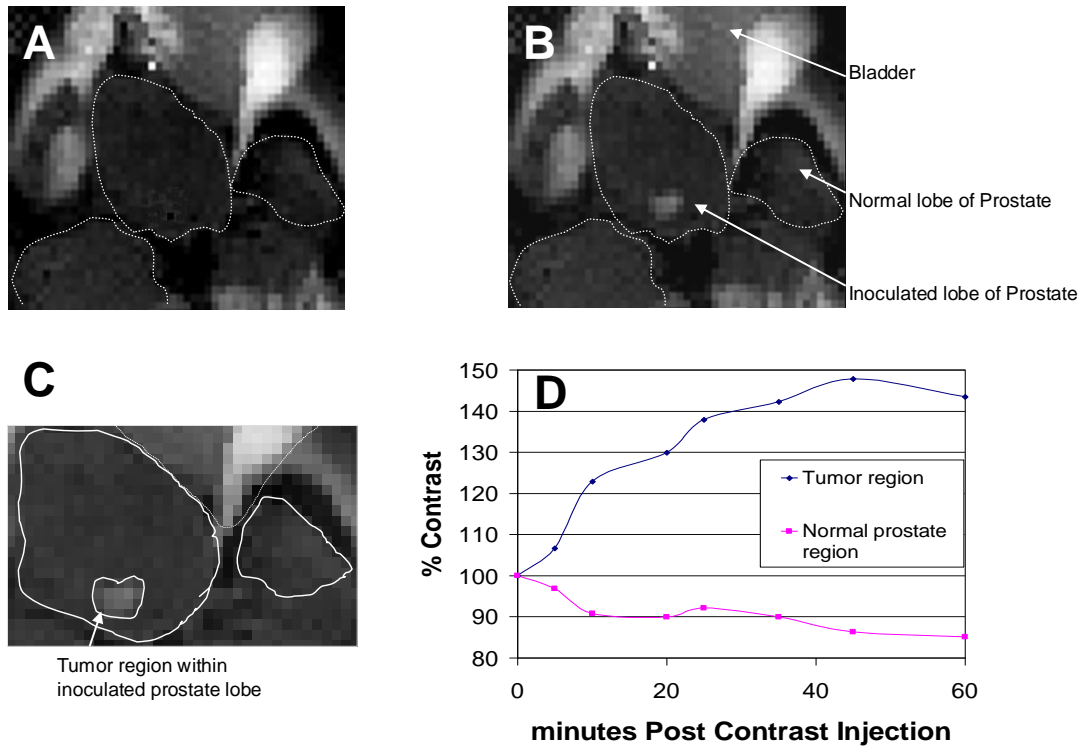 A
B
Bladder
Normal lobe of Prostate
Inoculated lobe of Prostate
C
Tumor region within
inoculated prostate lobe
D
150
140
130
120
110
100
90
80
% Contrast
Tumor region
Normal prostate
region
0
20
40
60
minutes Post Contrast Injection